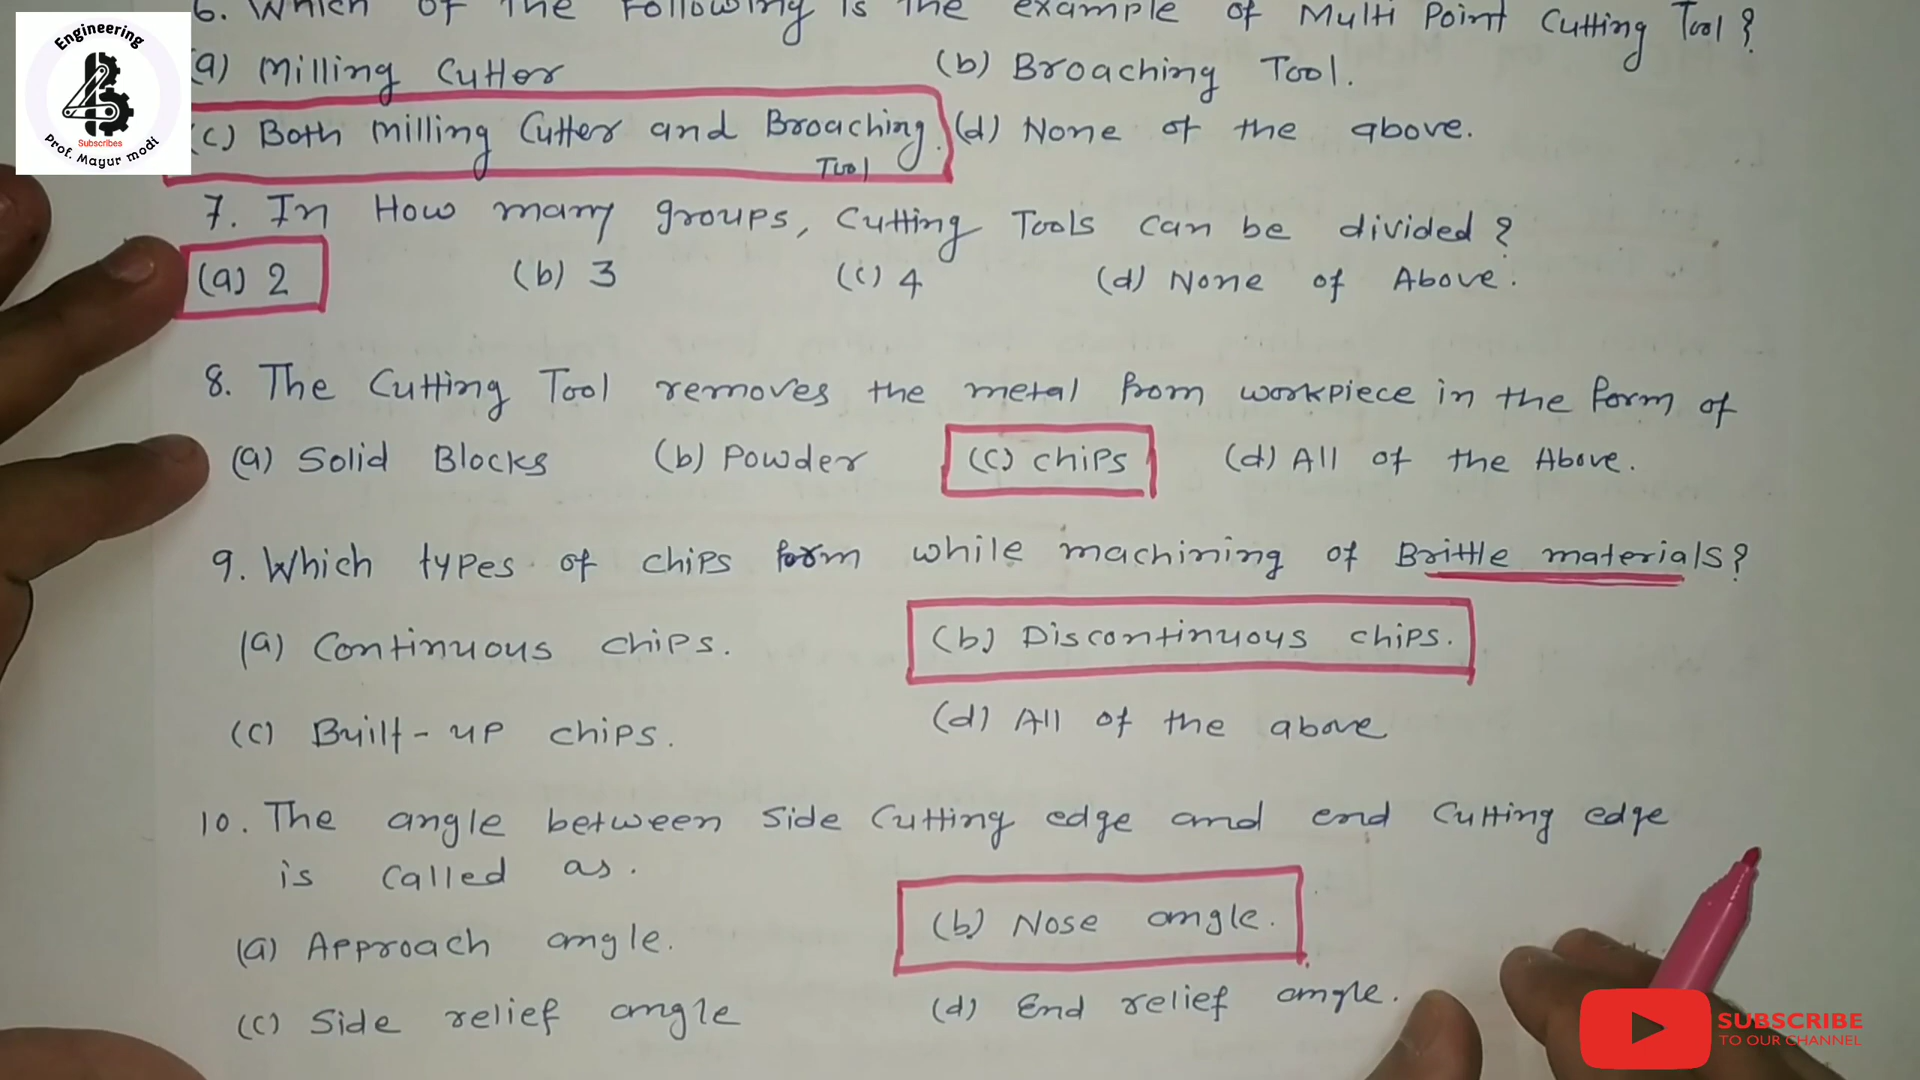 Engineering
Subscribes
Prof. Mayur modi
6. Which of the Following is the example of Multi Point Cutting Tool?
(a) Milling Cutter (b) Broaching Tool.
(c) Both Milling Cutter and Broaching (d) None of the above.
Tool
7. In How many groups, Cutting Tools can be divided?
(a) 2 (b) 3 (c) 4 (d) None of Above.
8. The Cutting Tool removes the metal from workpiece in the form of
(a) Solid Blocks (b) Powder (c) chips (d) All of the Above.
9. Which types of chips form while machining of Brittle materials?
(a) Continuous chips. (b) Discontinuous chips.
(c) Built-up chips. (d) All of the above
10. The angle between Side Cutting edge and end Cutting edge
is called as.
(a) Approach angle. (b) Nose angle.
(c) Side relief angle (d) End relief angle.
SUBSCRIBE
TO OUR CHANNEL